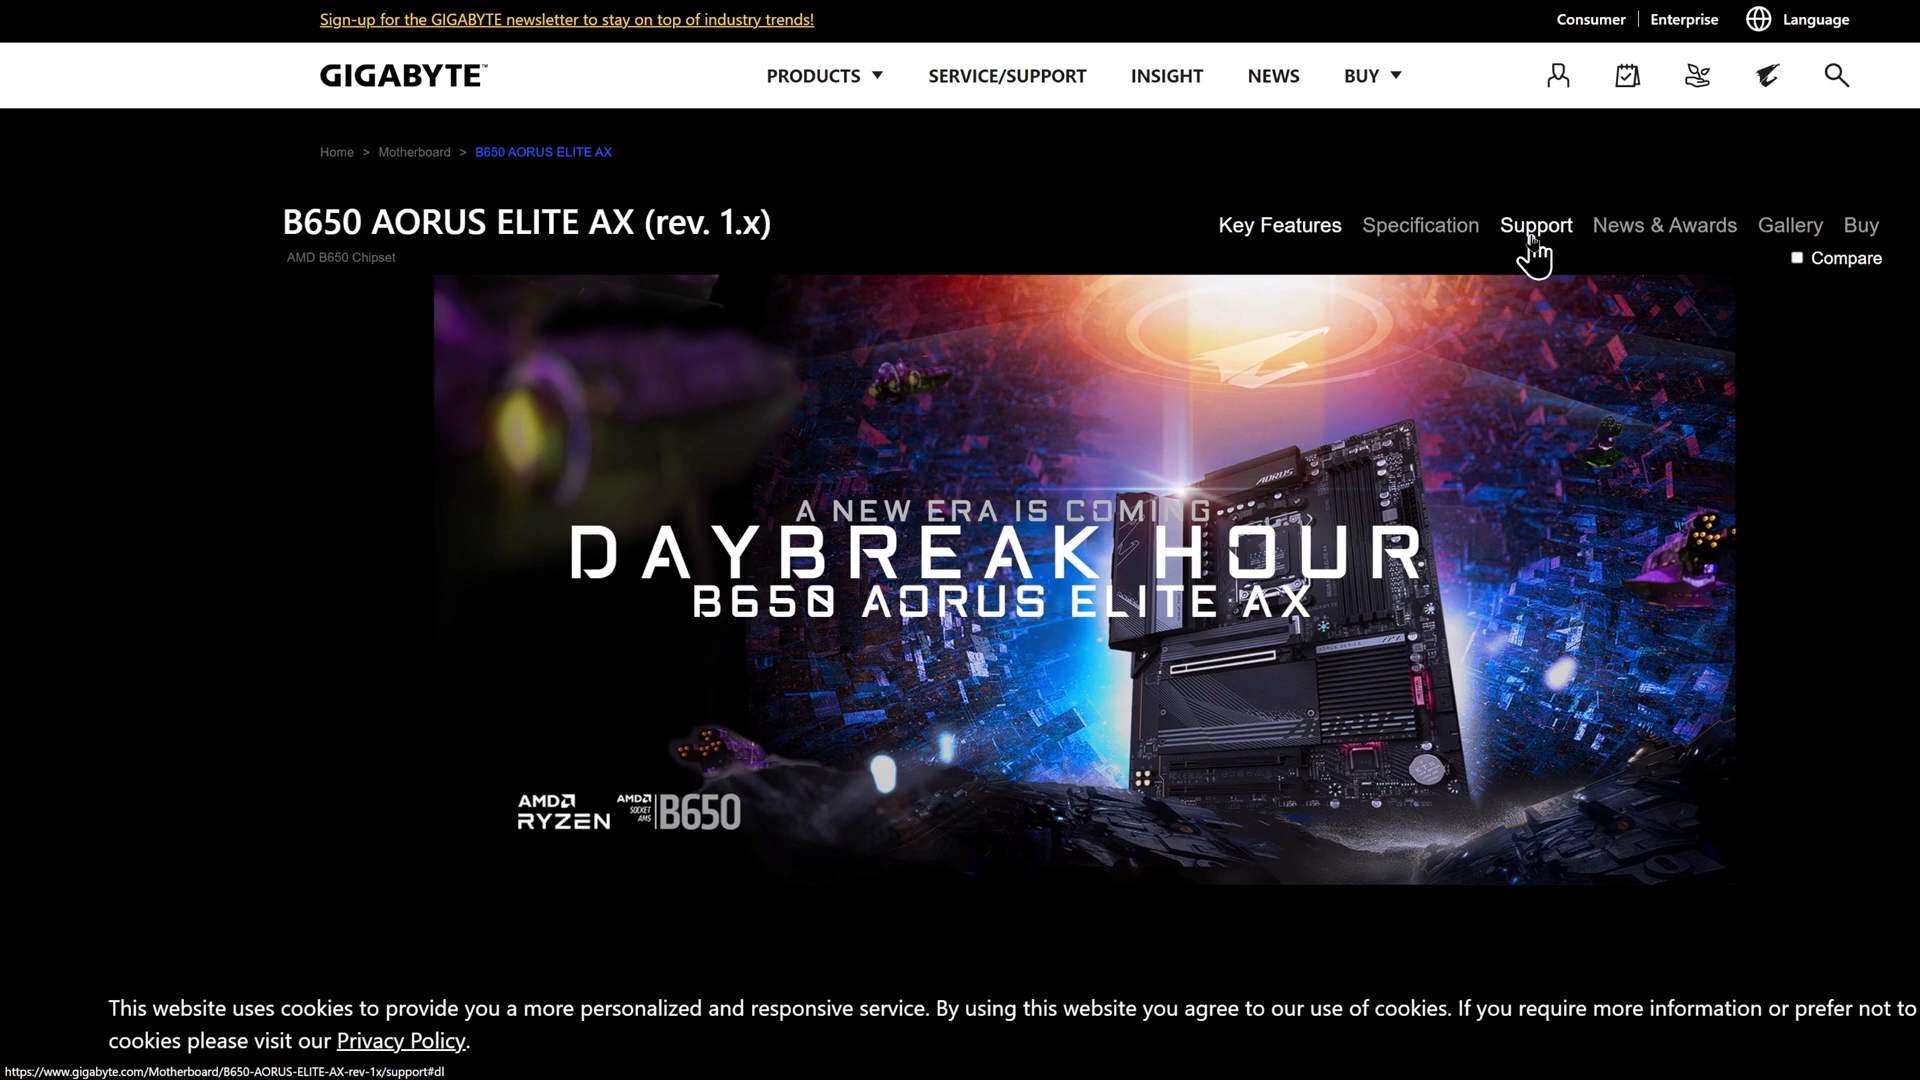 Sign-up for the GIGABYTE newsletter to stay on top of industry trends!
Consumer | Enterprise Language
GIGABYTE™ PRODUCTS SERVICE/SUPPORT INSIGHT NEWS BUY
Home > Motherboard > B650 AORUS ELITE AX
B650 AORUS ELITE AX (rev. 1.x)
Key Features Specification Support News & Awards Gallery Buy
AMD B650 Chipset
Compare
AORUS
A NEW ERA IS COMING
DAYBREAK HOUR
B650 AORUS ELITE AX
AMD RYZEN
AMD SOCKET AM5 B650
This website uses cookies to provide you a more personalized and responsive service. By using this website you agree to our use of cookies. If you require more information or prefer not to
cookies please visit our Privacy Policy.
https://www.gigabyte.com/Motherboard/B650-AORUS-ELITE-AX-rev-1x/support#dl